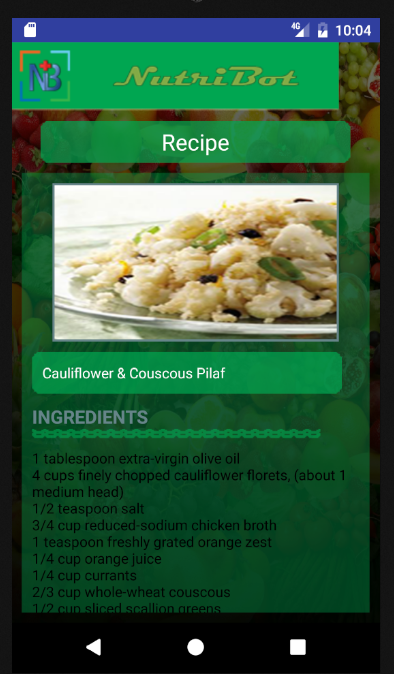 4G 10:04
NB NutriBot
Recipe
Cauliflower & Couscous Pilaf
INGREDIENTS
1 tablespoon extra-virgin olive oil
4 cups finely chopped cauliflower florets, (about 1
medium head)
1/2 teaspoon salt
3/4 cup reduced-sodium chicken broth
1 teaspoon freshly grated orange zest
1/4 cup orange juice
1/4 cup currants
2/3 cup whole-wheat couscous
1/2 cup sliced scallion greens